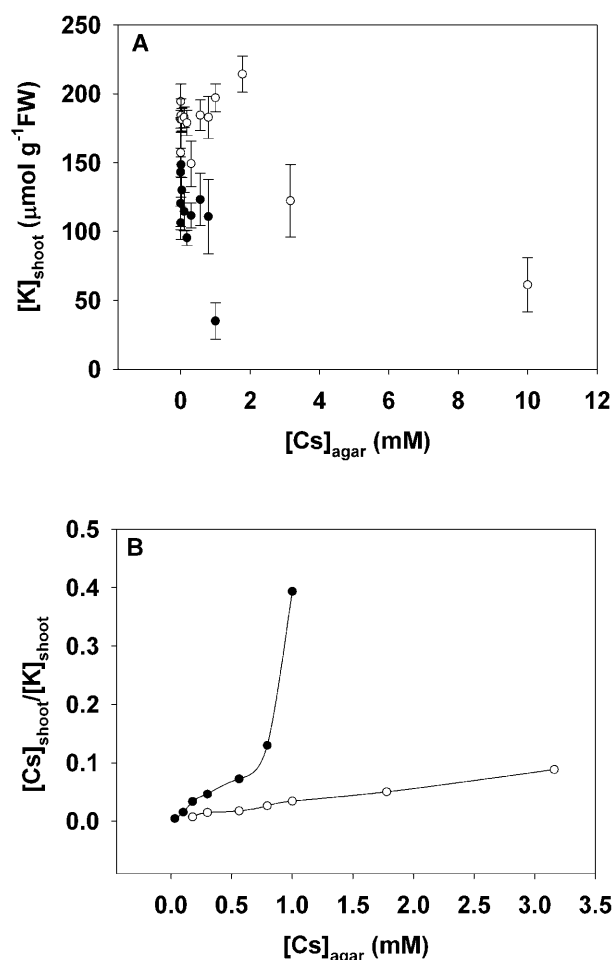 A
250
200
150
100
50
0
[K]shoot (μmol g⁻¹FW)
0 2 4 6 8 10 12
[Cs]agar (mM)
B
0.5
0.4
0.3
0.2
0.1
0.0
[Cs]shoot/[K]shoot
0.0 0.5 1.0 1.5 2.0 2.5 3.0 3.5
[Cs]agar (mM)